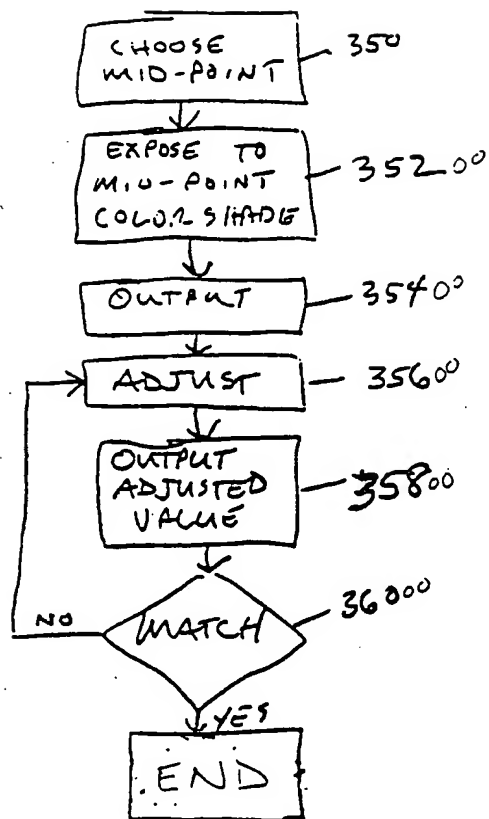 CHOOSE
MID-POINT
350
EXPOSE TO
MID-POINT
COLOR SHADE
35200
OUTPUT
35400
ADJUST
35600
OUTPUT
ADJUSTED
VALUE
35800
MATCH
36000
NO
YES
END